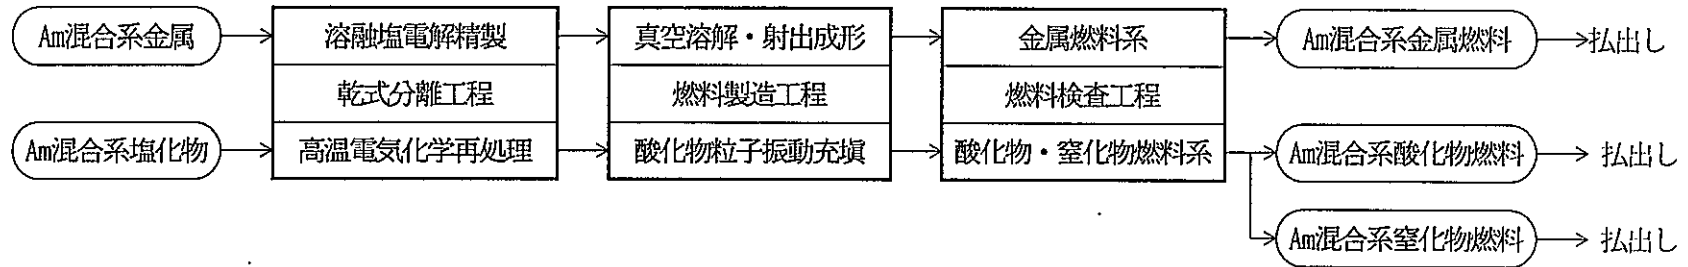 Am混合系金属
溶融塩電解精製
真空溶解・射出成形
金属燃料系
Am混合系金属燃料
払出し
乾式分離工程
燃料製造工程
燃料検査工程
Am混合系塩化物
高温電気化学再処理
酸化物粒子振動充塡
酸化物・窒化物燃料系
Am混合系酸化物燃料
払出し
Am混合系窒化物燃料
払出し